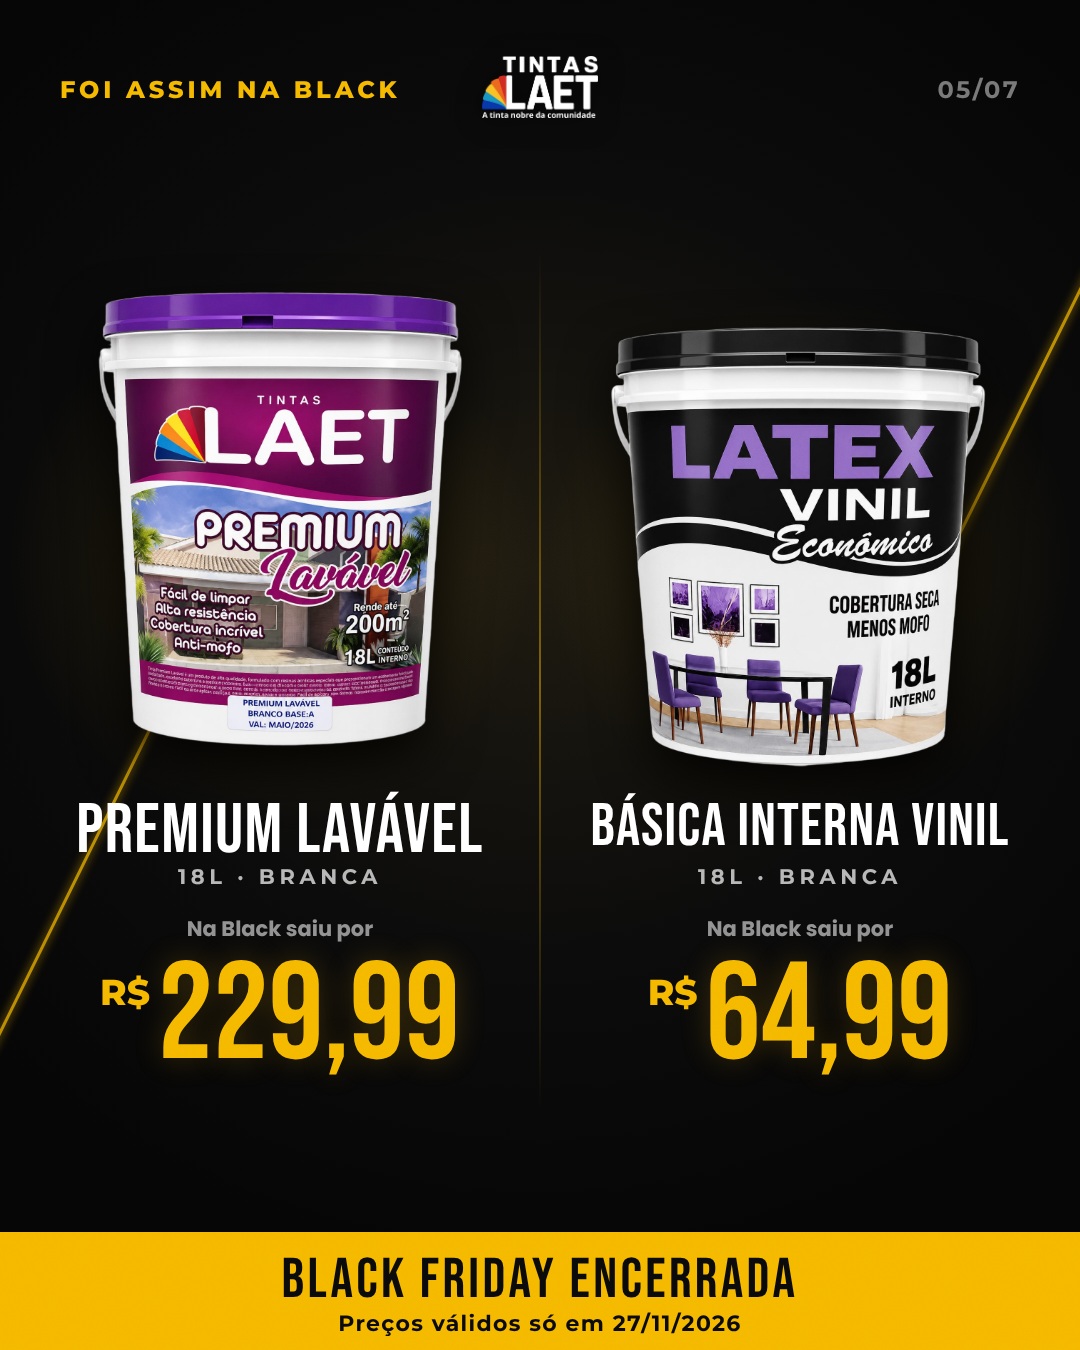 FOI ASSIM NA BLACK
TINTAS
LAET
A tinta nobre da comunidade
05/07
TINTAS
LAET
PREMIUM
Lavável
Fácil de limpar
Alta resistência
Cobertura incrível
Anti-mofo
Rende até
200m²
18L CONTEÚDO INTERNO
PREMIUM LAVÁVEL
BRANCO BASE:A
VAL: MAIO/2026
LATEX
VINIL
Econômico
COBERTURA SECA
MENOS MOFO
18L
INTERNO
PREMIUM LAVÁVEL
18L · BRANCA
Na Black saiu por
R$ 229,99
BÁSICA INTERNA VINIL
18L · BRANCA
Na Black saiu por
R$ 64,99
BLACK FRIDAY ENCERRADA
Preços válidos só em 27/11/2026